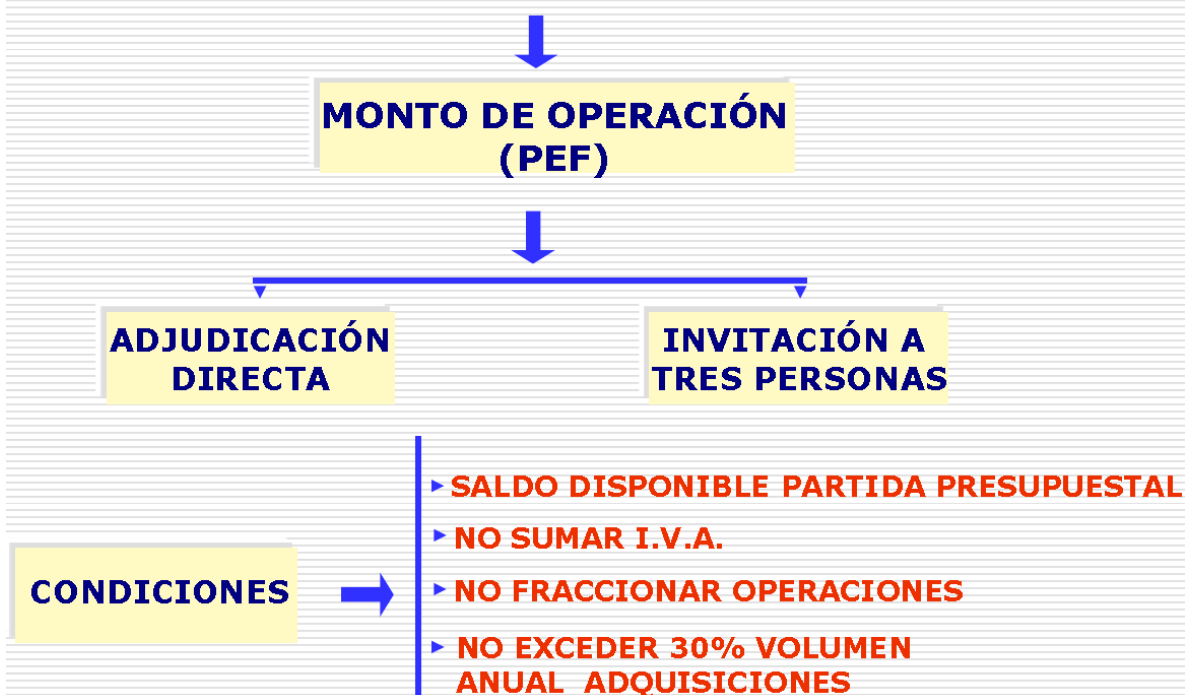 MONTO DE OPERACIÓN
(PEF)
ADJUDICACIÓN
DIRECTA
INVITACIÓN A
TRES PERSONAS
CONDICIONES
SALDO DISPONIBLE PARTIDA PRESUPUESTAL
NO SUMAR I.V.A.
NO FRACCIONAR OPERACIONES
NO EXCEDER 30% VOLUMEN
ANUAL ADQUISICIONES